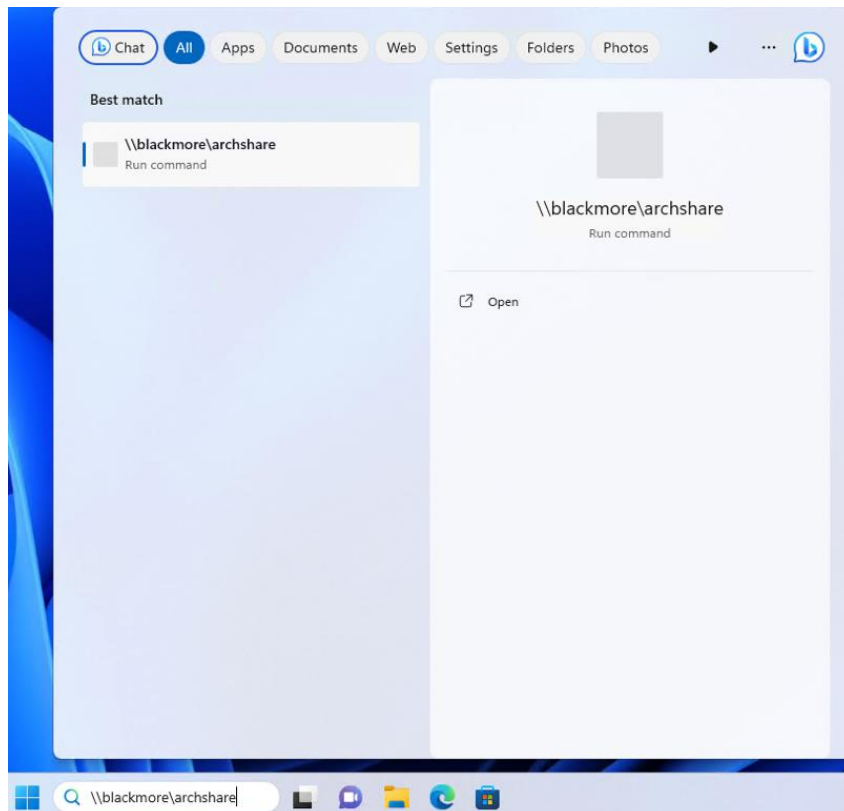 Chat All Apps Documents Web Settings Folders Photos ...
Best match
\\blackmore\archshare
Run command
\\blackmore\archshare
Run command
Open
\\blackmore\archshare